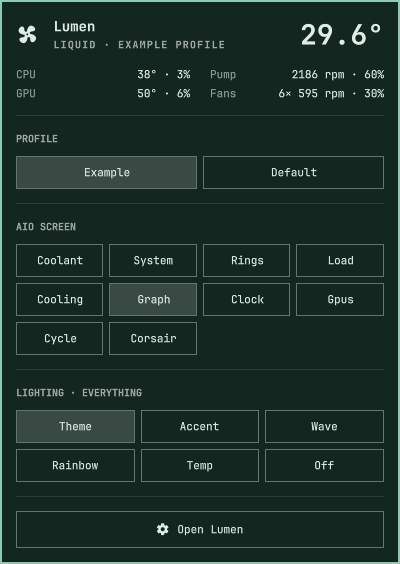 Lumen
29.6°
LIQUID · EXAMPLE PROFILE
CPU 38° · 3% Pump 2186 rpm · 60%
GPU 50° · 6% Fans 6× 595 rpm · 30%
PROFILE
Example Default
AIO SCREEN
Coolant System Rings Load
Cooling Graph Clock Gpus
Cycle Corsair
LIGHTING · EVERYTHING
Theme Accent Wave
Rainbow Temp Off
Open Lumen